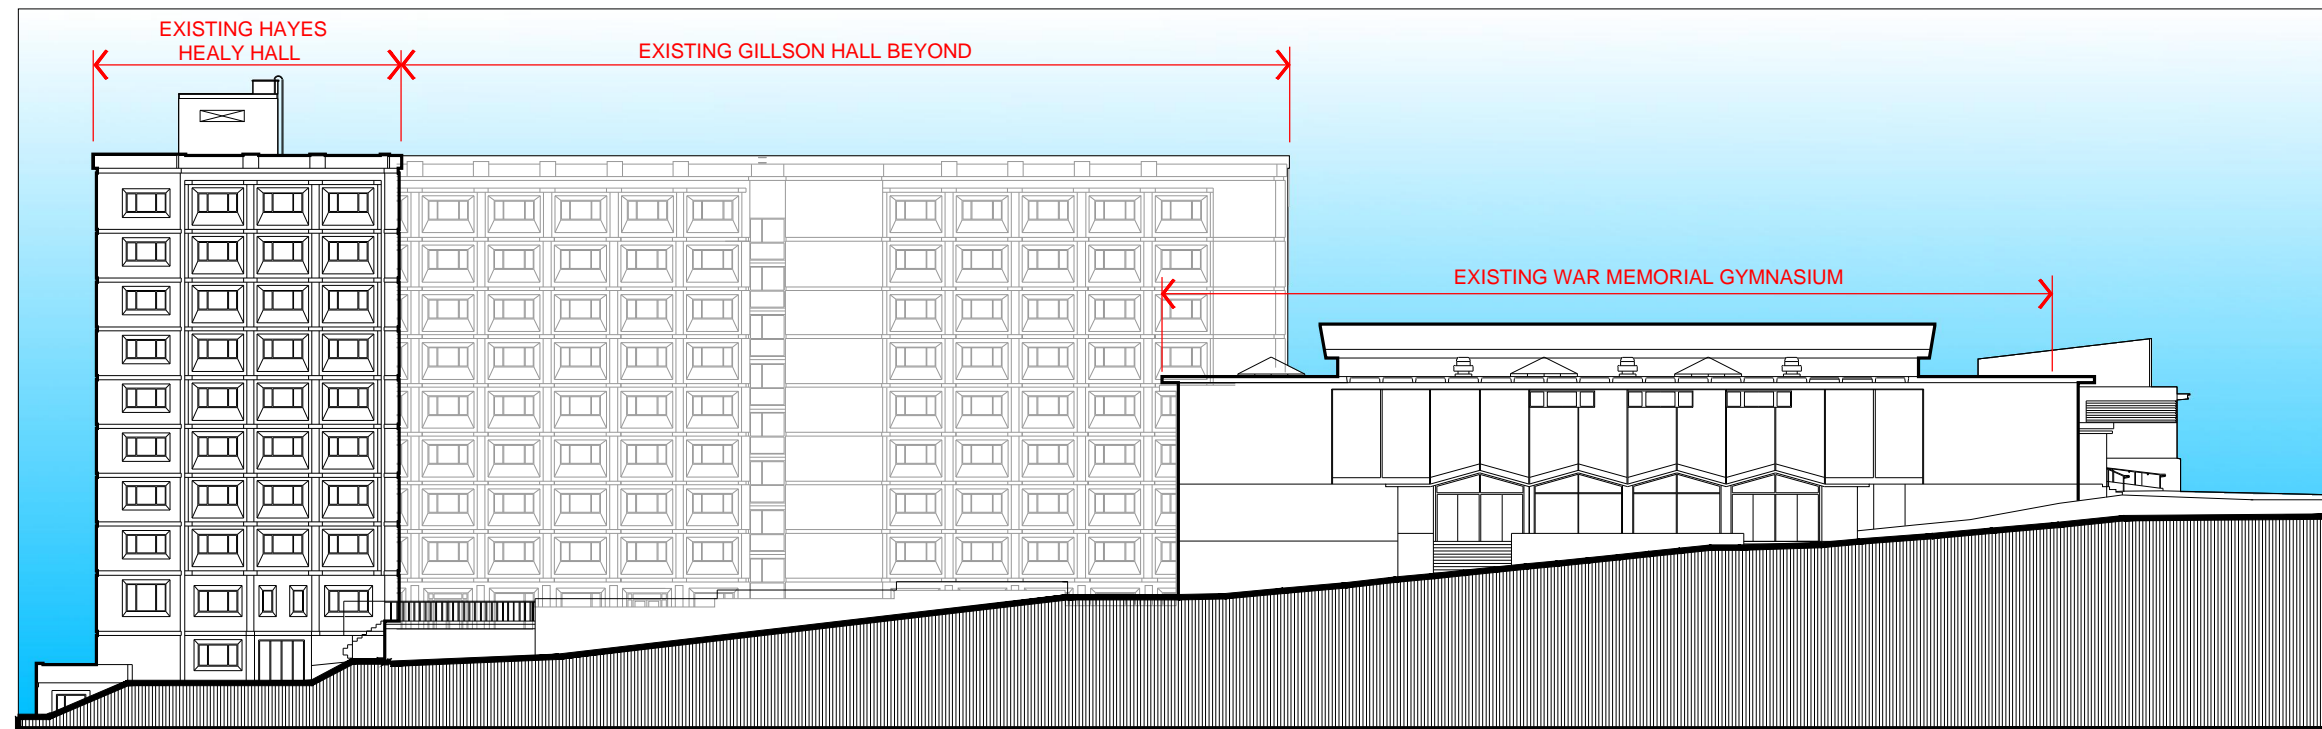 EXISTING HAYES
HEALY HALL
EXISTING GILLSON HALL BEYOND
EXISTING WAR MEMORIAL GYMNASIUM